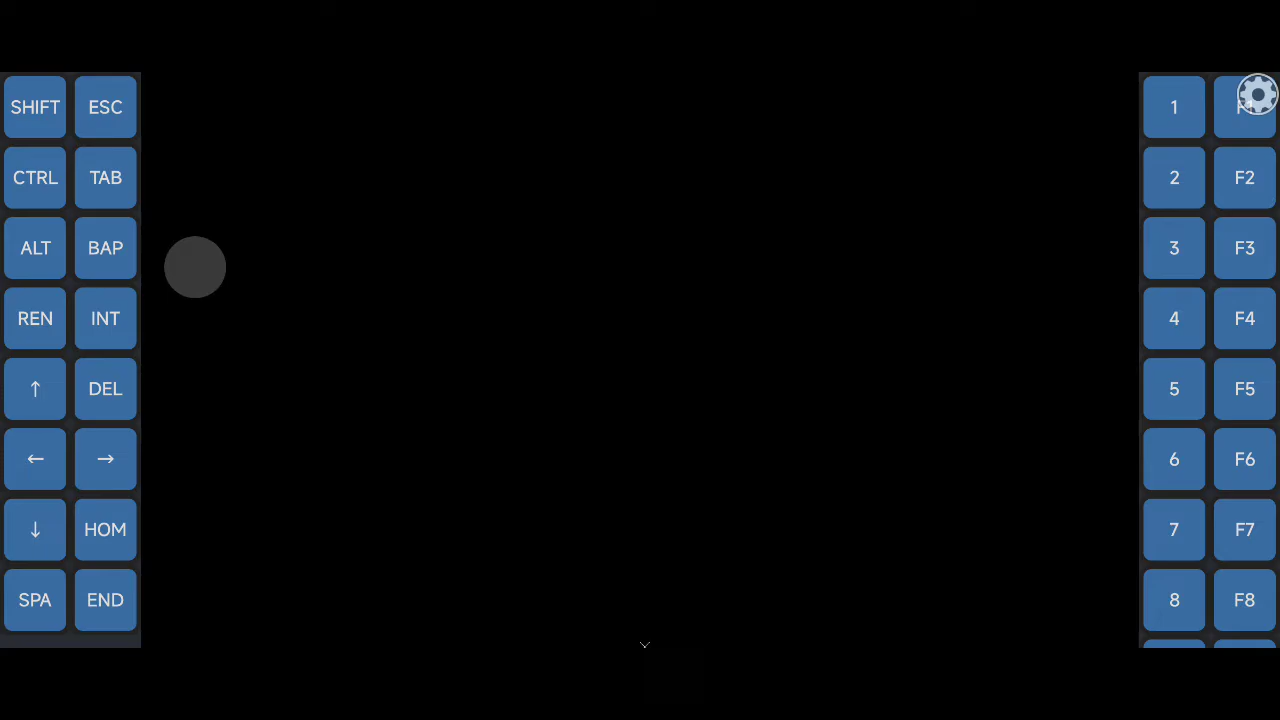 SHIFT ESC 1
CTRL TAB 2 F2
ALT BAP 3 F3
REN INT 4 F4
↑ DEL 5 F5
← → 6 F6
↓ HOM 7 F7
SPA END 8 F8